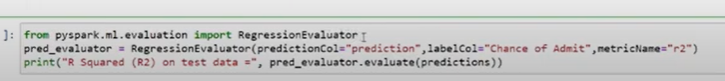 ]: from pyspark.ml.evaluation import RegressionEvaluator
pred_evaluator = RegressionEvaluator(predictionCol="prediction",labelCol="Chance of Admit",metricName="r2")
print("R Squared (R2) on test data =", pred_evaluator.evaluate(predictions))